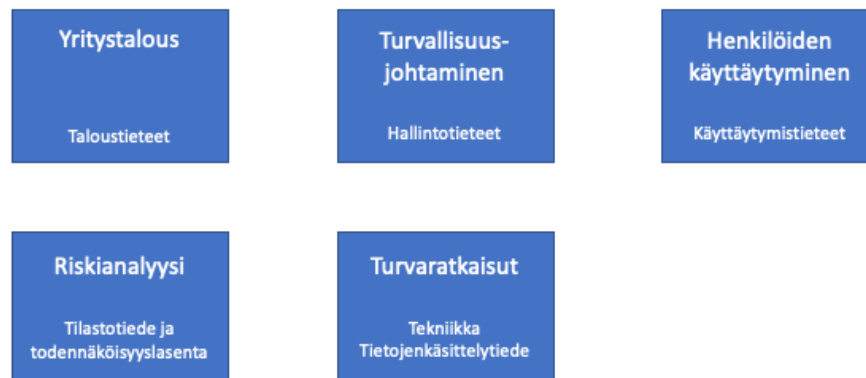 Yritystalous
Taloustieteet
Turvallisuus-
johtaminen
Hallintotieteet
Henkilöiden
käyttäytyminen
Käyttäytymistieteet
Riskianalyysi
Tilastotiede ja
todennäköisyyslasenta
Turvaratkaisut
Tekniikka
Tietojenkäsittelytiede